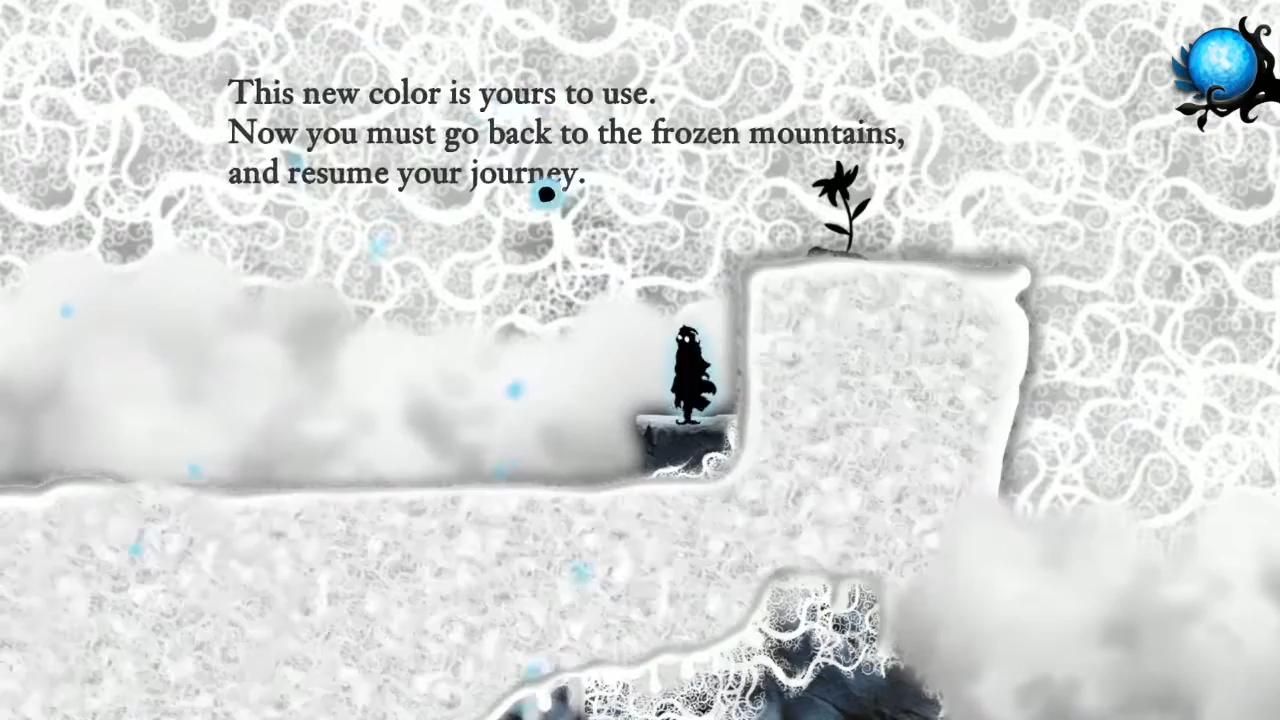 This new color is yours to use.
Now you must go back to the frozen mountains,
and resume your journey.